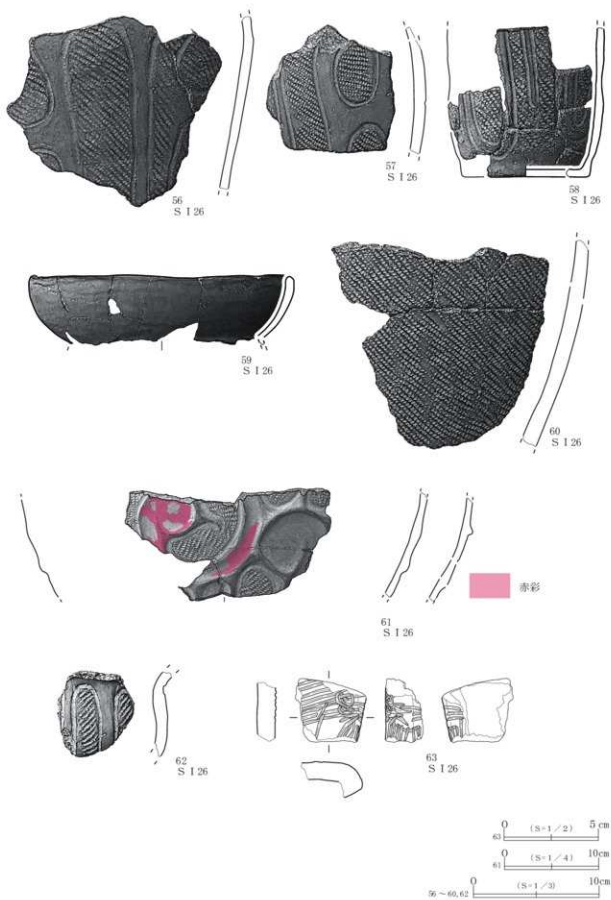 56
S I 26
57
S I 26
58
S I 26
59
S I 26
60
S I 26
61
S I 26
赤彩
62
S I 26
63
S I 26
0 (S=1/2) 5cm
63
0 (S=1/4) 10cm
61
0 (S=1/3) 10cm
56～60,62